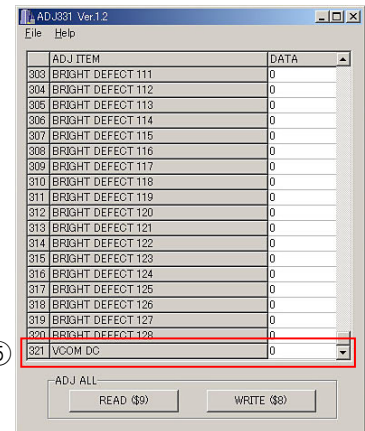 ADJ331 Ver.1.2
File Help
ADJ ITEM DATA
303 BRIGHT DEFECT 111 0
304 BRIGHT DEFECT 112 0
305 BRIGHT DEFECT 113 0
306 BRIGHT DEFECT 114 0
307 BRIGHT DEFECT 115 0
308 BRIGHT DEFECT 116 0
309 BRIGHT DEFECT 117 0
310 BRIGHT DEFECT 118 0
311 BRIGHT DEFECT 119 0
312 BRIGHT DEFECT 120 0
313 BRIGHT DEFECT 121 0
314 BRIGHT DEFECT 122 0
315 BRIGHT DEFECT 123 0
316 BRIGHT DEFECT 124 0
317 BRIGHT DEFECT 125 0
318 BRIGHT DEFECT 126 0
319 BRIGHT DEFECT 127 0
320 BRIGHT DEFECT 128 0
321 VCOM DC 0
ADJ ALL
READ ($9) WRITE ($8)